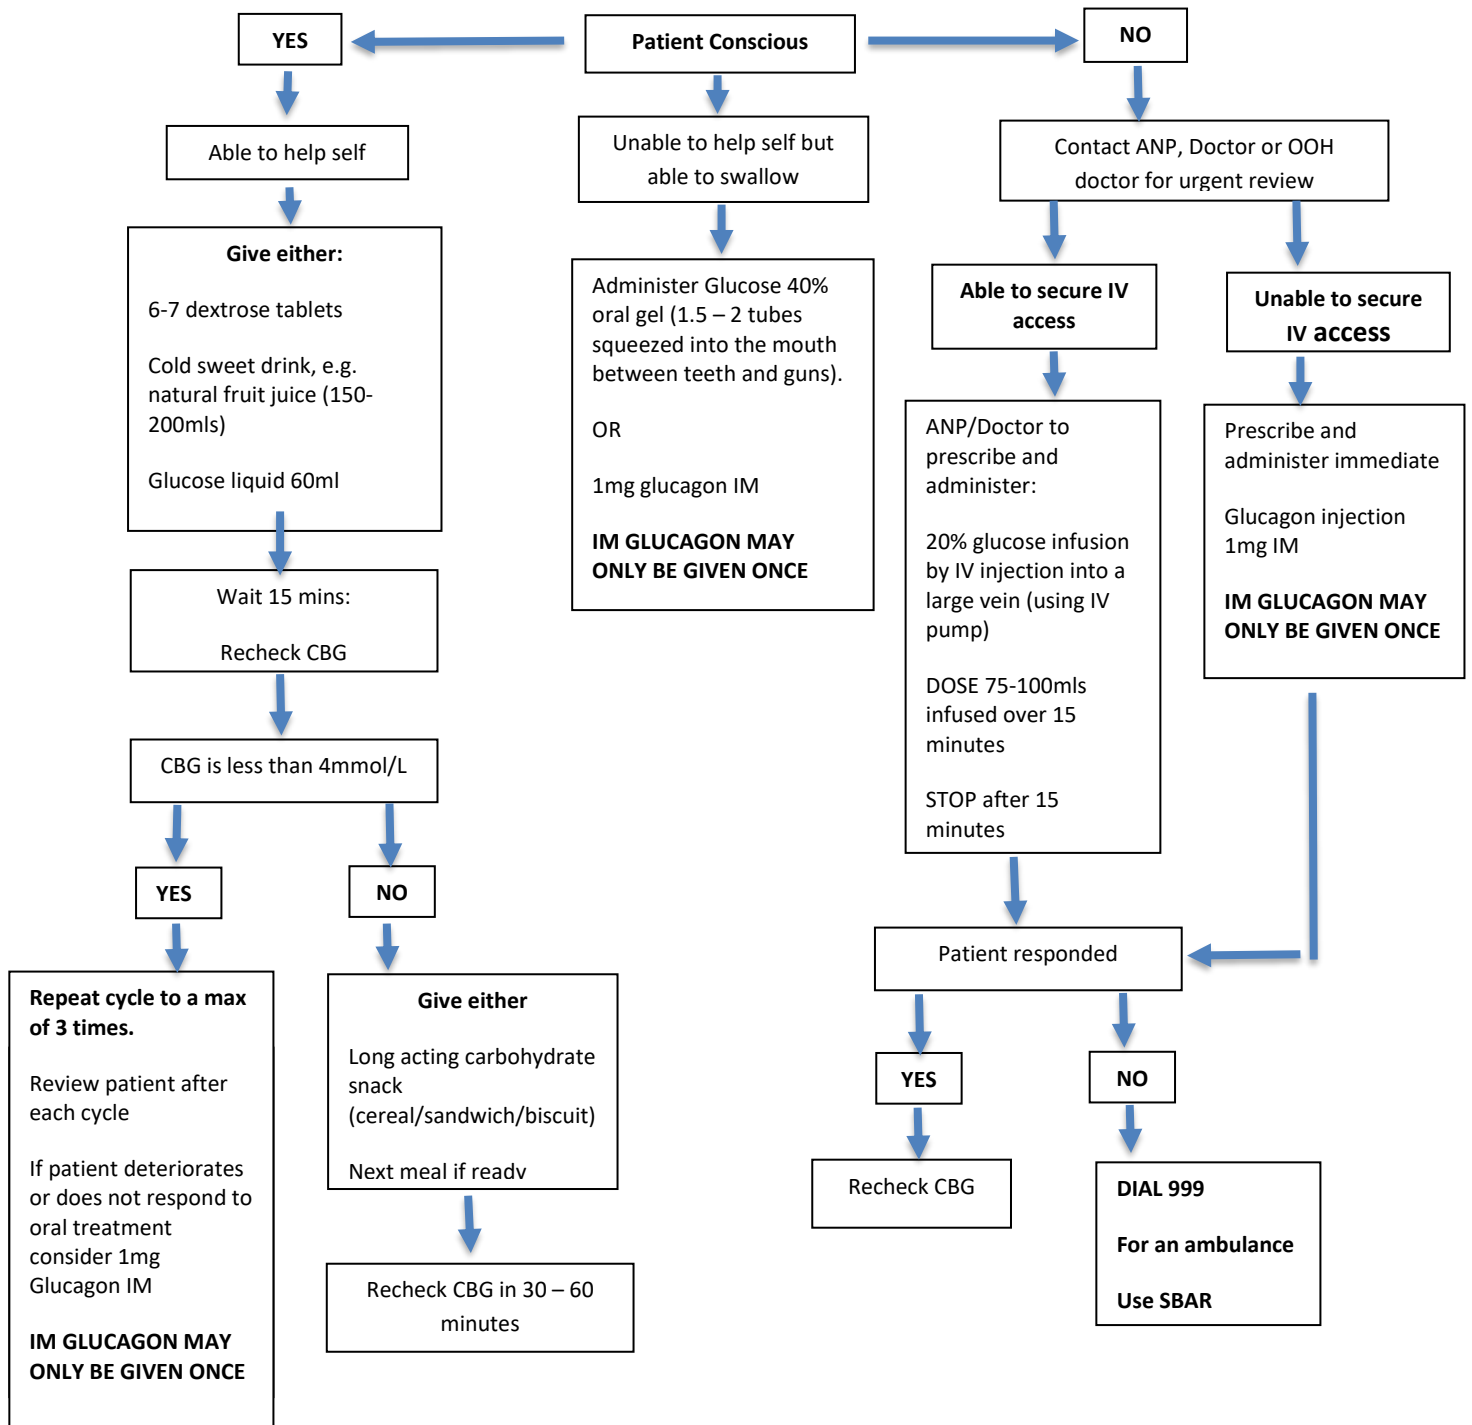 Patient Conscious
YES
Able to help self
Give either:
6-7 dextrose tablets
Cold sweet drink, e.g.
natural fruit juice (150-
200mls)
Glucose liquid 60ml
Wait 15 mins:
Recheck CBG
CBG is less than 4mmol/L
YES
Repeat cycle to a max
of 3 times.
Review patient after
each cycle
If patient deteriorates
or does not respond to
oral treatment
consider 1mg
Glucagon IM
IM GLUCAGON MAY
ONLY BE GIVEN ONCE
NO
Give either
Long acting carbohydrate
snack
(cereal/sandwich/biscuit)
Next meal if ready
Recheck CBG in 30 – 60
minutes
Unable to help self but
able to swallow
Administer Glucose 40%
oral gel (1.5 – 2 tubes
squeezed into the mouth
between teeth and guns).
OR
1mg glucagon IM
IM GLUCAGON MAY
ONLY BE GIVEN ONCE
NO
Contact ANP, Doctor or OOH
doctor for urgent review
Able to secure IV
access
ANP/Doctor to
prescribe and
administer:
20% glucose infusion
by IV injection into a
large vein (using IV
pump)
DOSE 75-100mls
infused over 15
minutes
STOP after 15
minutes
Unable to secure
IV access
Prescribe and
administer immediate
Glucagon injection
1mg IM
IM GLUCAGON MAY
ONLY BE GIVEN ONCE
Patient responded
YES
Recheck CBG
NO
DIAL 999
For an ambulance
Use SBAR